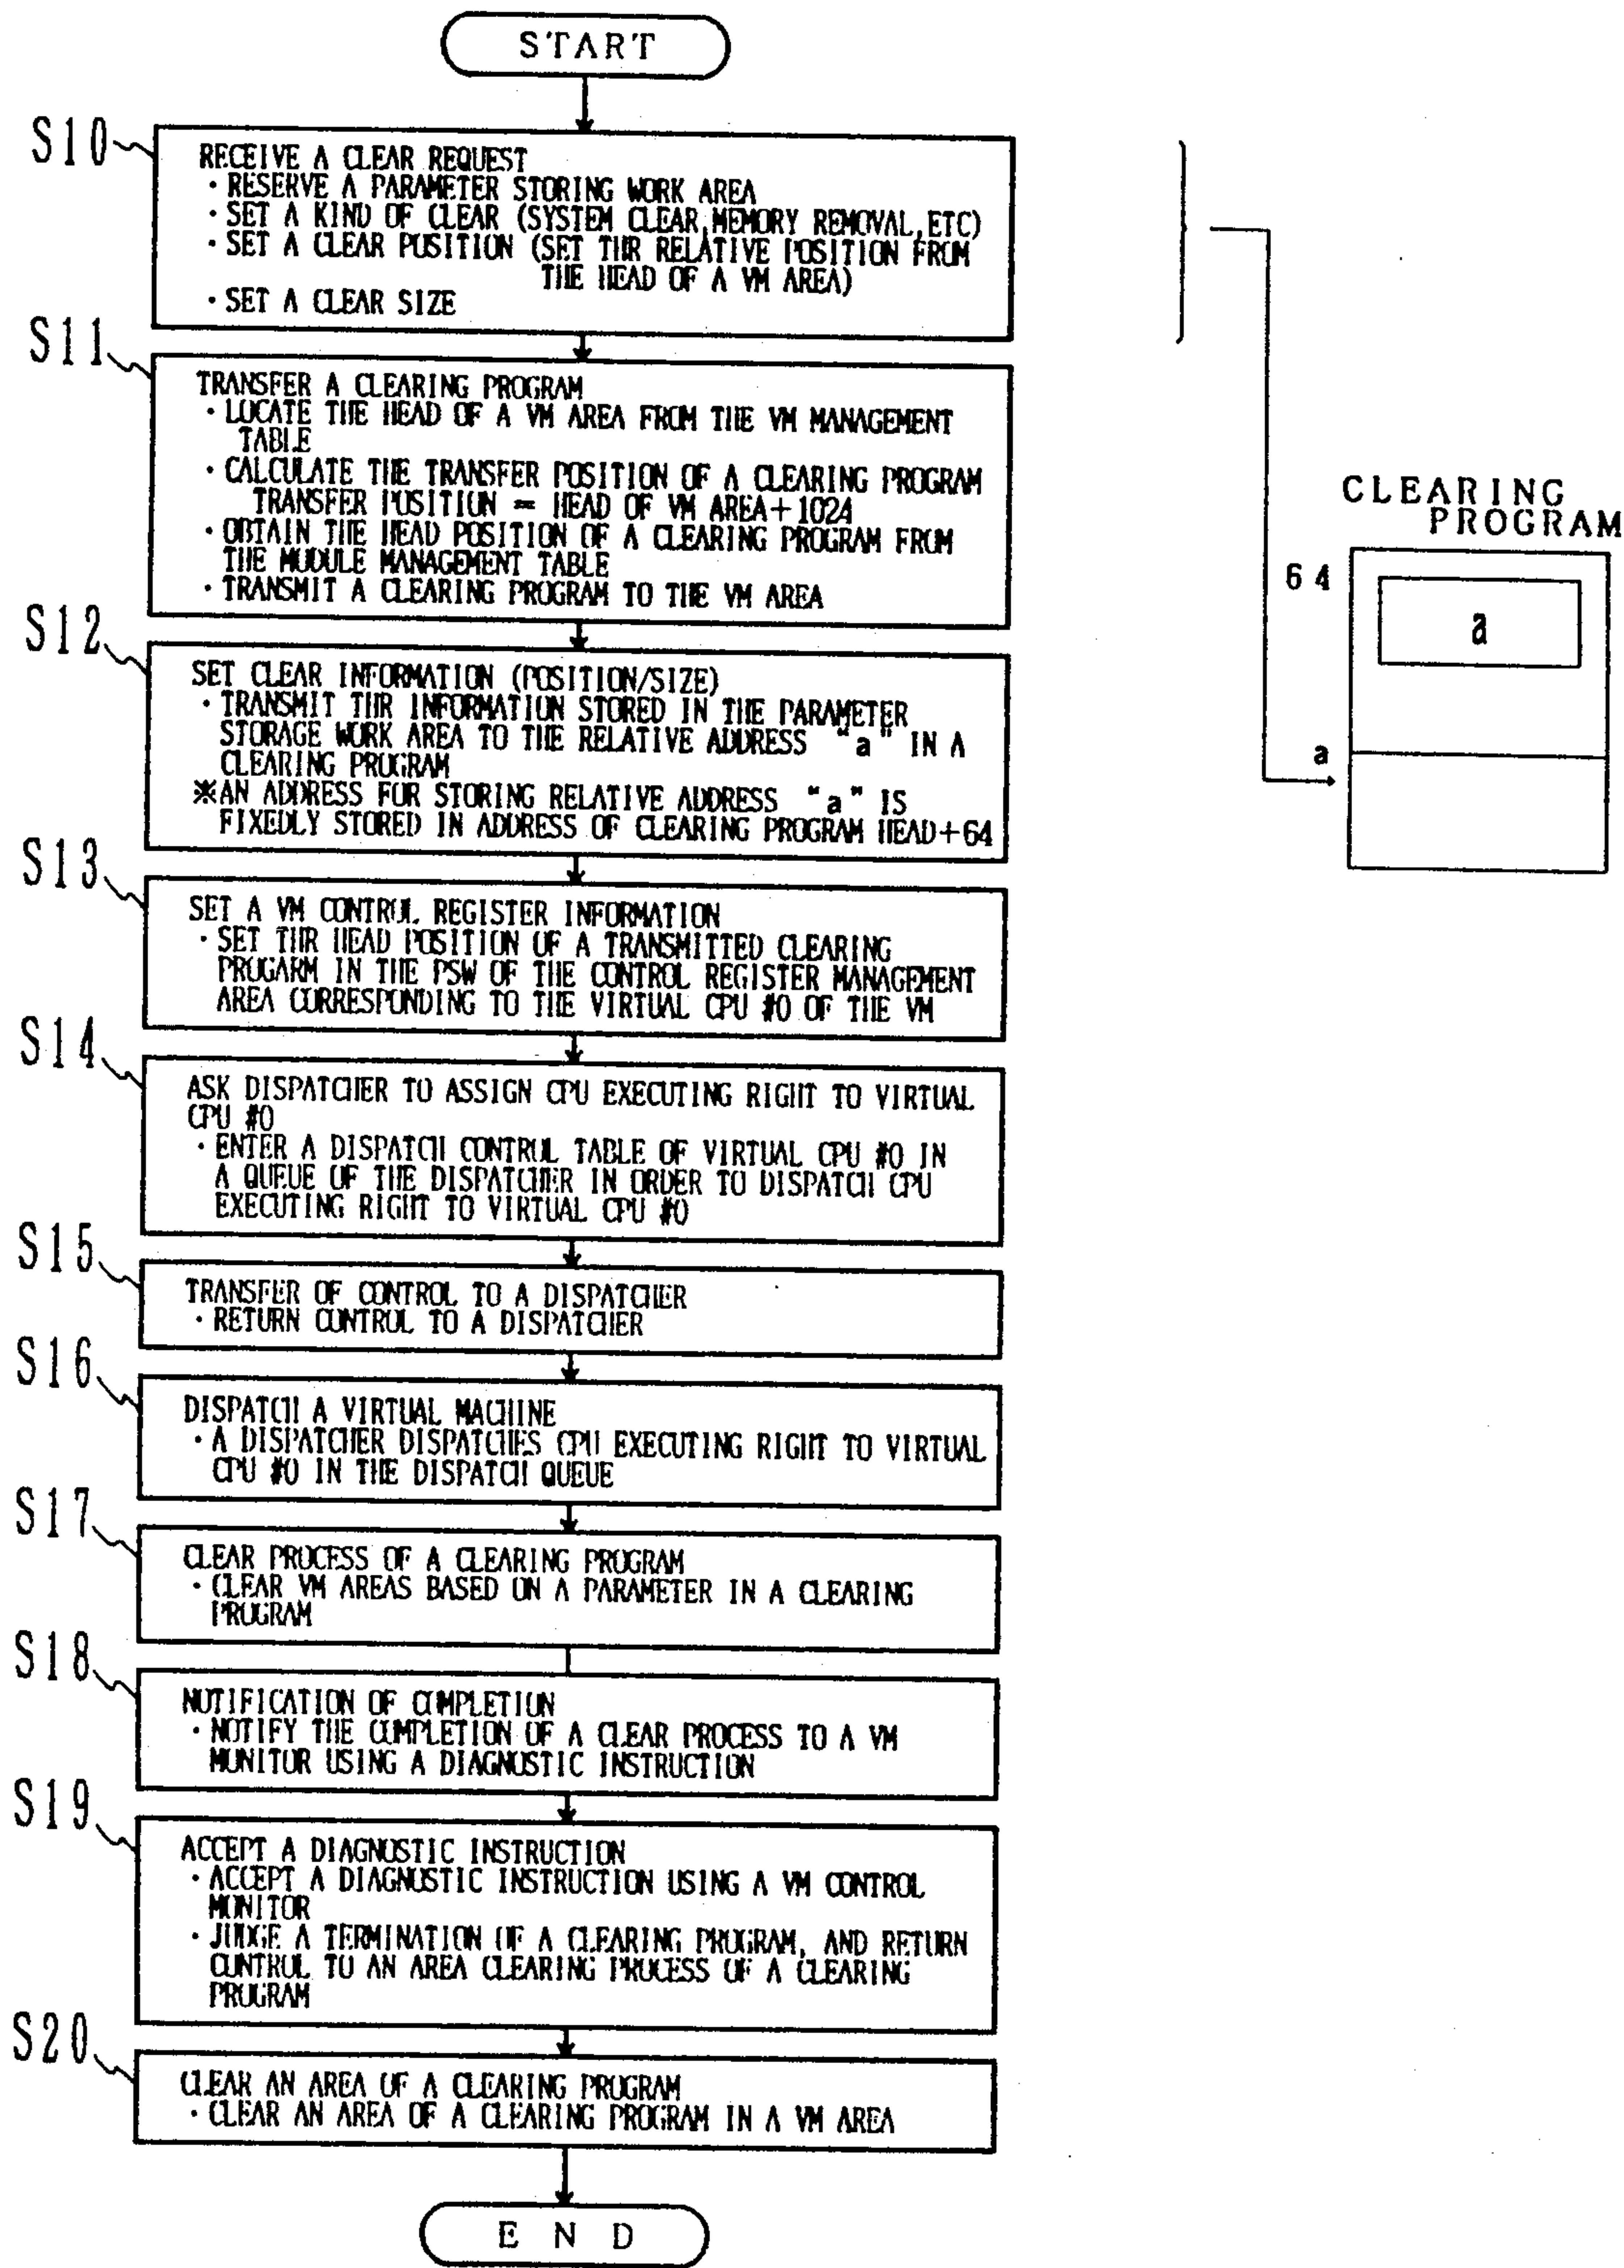 START
S10
RECEIVE A CLEAR REQUEST
· RESERVE A PARAMETER STORING WORK AREA
· SET A KIND OF CLEAR (SYSTEM CLEAR,MEMORY REMOVAL,ETC)
· SET A CLEAR POSITION (SET THR RELATIVE POSITION FROM
THE HEAD OF A VM AREA)
· SET A CLEAR SIZE
S11
TRANSFER A CLEARING PROGRAM
· LOCATE THE HEAD OF A VM AREA FROM THE VM MANAGEMENT
TABLE
· CALCULATE THE TRANSFER POSITION OF A CLEARING PROGRAM
TRANSFER POSITION = HEAD OF VM AREA+1024
· OBTAIN THE HEAD POSITION OF A CLEARING PROGRAM FROM
THE MODULE MANAGEMENT TABLE
· TRANSMIT A CLEARING PROGRAM TO THE VM AREA
S12
SET CLEAR INFORMATION (POSITION/SIZE)
· TRANSMIT THR INFORMATION STORED IN THE PARAMETER
STORAGE WORK AREA TO THE RELATIVE ADDRESS "a" IN A
CLEARING PROGRAM
※AN ADDRESS FOR STORING RELATIVE ADDRESS "a" IS
FIXEDLY STORED IN ADDRESS OF CLEARING PROGRAM HEAD+64
S13
SET A VM CONTROL REGISTER INFORMATION
· SET THR HEAD POSITION OF A TRANSMITTED CLEARING
PROGARM IN THE PSW OF THE CONTROL REGISTER MANAGEMENT
AREA CORRESPONDING TO THE VIRTUAL CPU #0 OF THE VM
S14
ASK DISPATCHER TO ASSIGN CPU EXECUTING RIGHT TO VIRTUAL
CPU #0
· ENTER A DISPATCH CONTROL TABLE OF VIRTUAL CPU #0 IN
A QUEUE OF THE DISPATCHER IN ORDER TO DISPATCH CPU
EXECUTING RIGHT TO VIRTUAL CPU #0
S15
TRANSFER OF CONTROL TO A DISPATCHER
· RETURN CONTROL TO A DISPATCHER
S16
DISPATCH A VIRTUAL MACHINE
· A DISPATCHER DISPATCHES CPU EXECUTING RIGHT TO VIRTUAL
CPU #0 IN THE DISPATCH QUEUE
S17
CLEAR PROCESS OF A CLEARING PROGRAM
· CLEAR VM AREAS BASED ON A PARAMETER IN A CLEARING
PROGRAM
S18
NOTIFICATION OF COMPLETION
· NOTIFY THE COMPLETION OF A CLEAR PROCESS TO A VM
MONITOR USING A DIAGNOSTIC INSTRUCTION
S19
ACCEPT A DIAGNOSTIC INSTRUCTION
· ACCEPT A DIAGNOSTIC INSTRUCTION USING A VM CONTROL
MONITOR
· JUDGE A TERMINATION OF A CLEARING PROGRAM, AND RETURN
CONTROL TO AN AREA CLEARING PROCESS OF A CLEARING
PROGRAM
S20
CLEAR AN AREA OF A CLEARING PROGRAM
· CLEAR AN AREA OF A CLEARING PROGRAM IN A VM AREA
END
CLEARING
PROGRAM
64
a
a